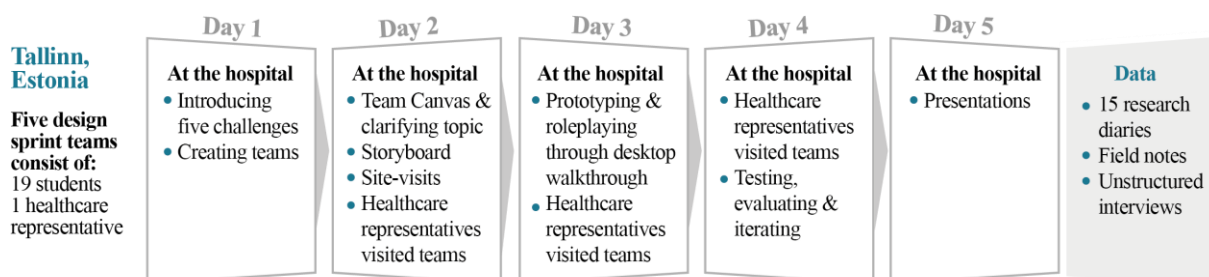 Tallinn,
Estonia
Five design
sprint teams
consist of:
19 students
1 healthcare
representative
Day 1
At the hospital
• Introducing
five challenges
• Creating teams
Day 2
At the hospital
• Team Canvas &
clarifying topic
• Storyboard
• Site-visits
• Healthcare
representatives
visited teams
Day 3
At the hospital
• Prototyping &
roleplaying
through desktop
walkthrough
• Healthcare
representatives
visited teams
Day 4
At the hospital
• Healthcare
representatives
visited teams
• Testing,
evaluating &
iterating
Day 5
At the hospital
• Presentations
Data
• 15 research
diaries
• Field notes
• Unstructured
interviews